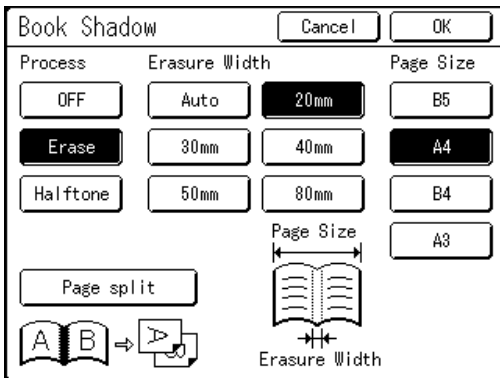 Book Shadow Cancel OK
Process Erasure Width Page Size
OFF Auto 20mm B5
Erase 30mm 40mm A4
Halftone 50mm 80mm B4
Page Size A3
Page split
A B A B
Erasure Width